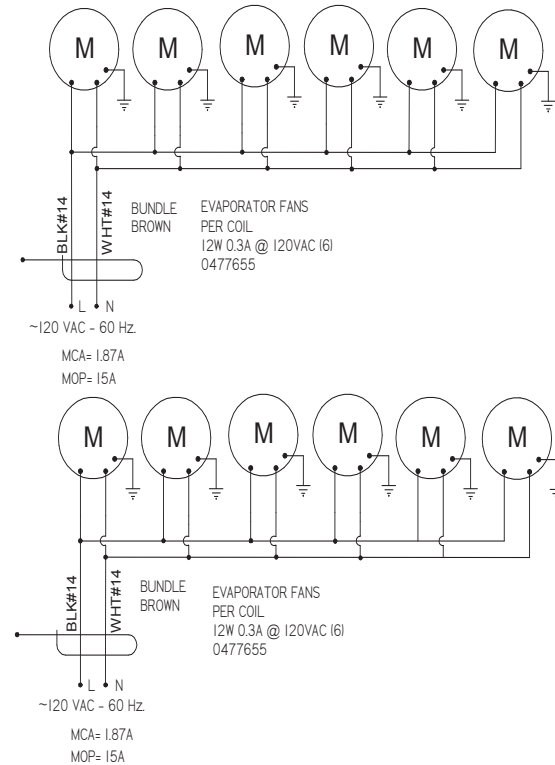 M M M M M M
BLK#14
WHT#14
BUNDLE
BROWN
EVAPORATOR FANS
PER COIL
12W 0.3A @ 120VAC (6)
0477655
L N
~120 VAC - 60 Hz.
MCA= 1.87A
MOP= 15A
M M M M M M
BLK#14
WHT#14
BUNDLE
BROWN
EVAPORATOR FANS
PER COIL
12W 0.3A @ 120VAC (6)
0477655
L N
~120 VAC - 60 Hz.
MCA= 1.87A
MOP= 15A